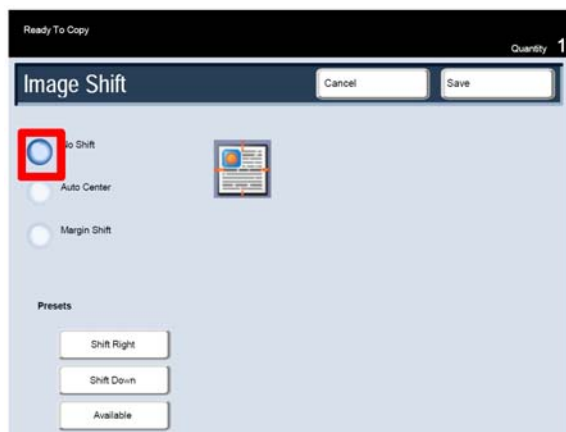 Ready To Copy
Quantity 1
Image Shift
Cancel
Save
No Shift
Auto Center
Margin Shift
Presets
Shift Right
Shift Down
Available